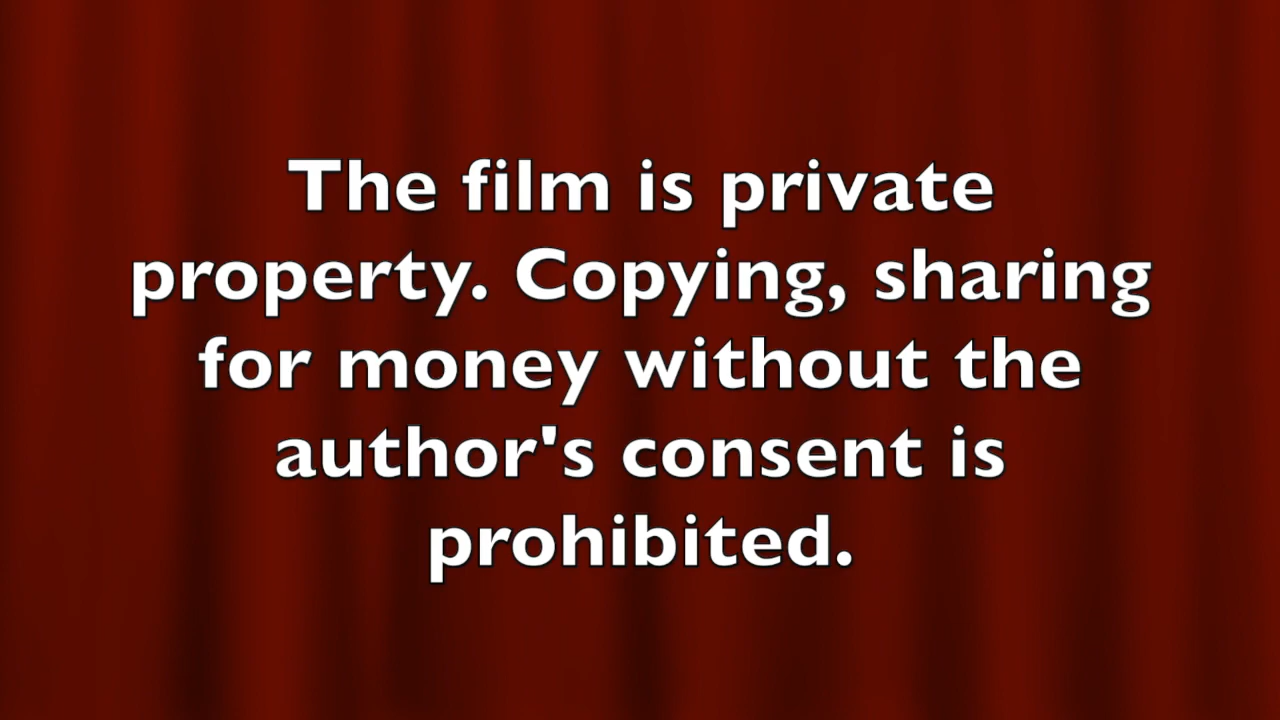 The film is private
property. Copying, sharing
for money without the
author's consent is
prohibited.